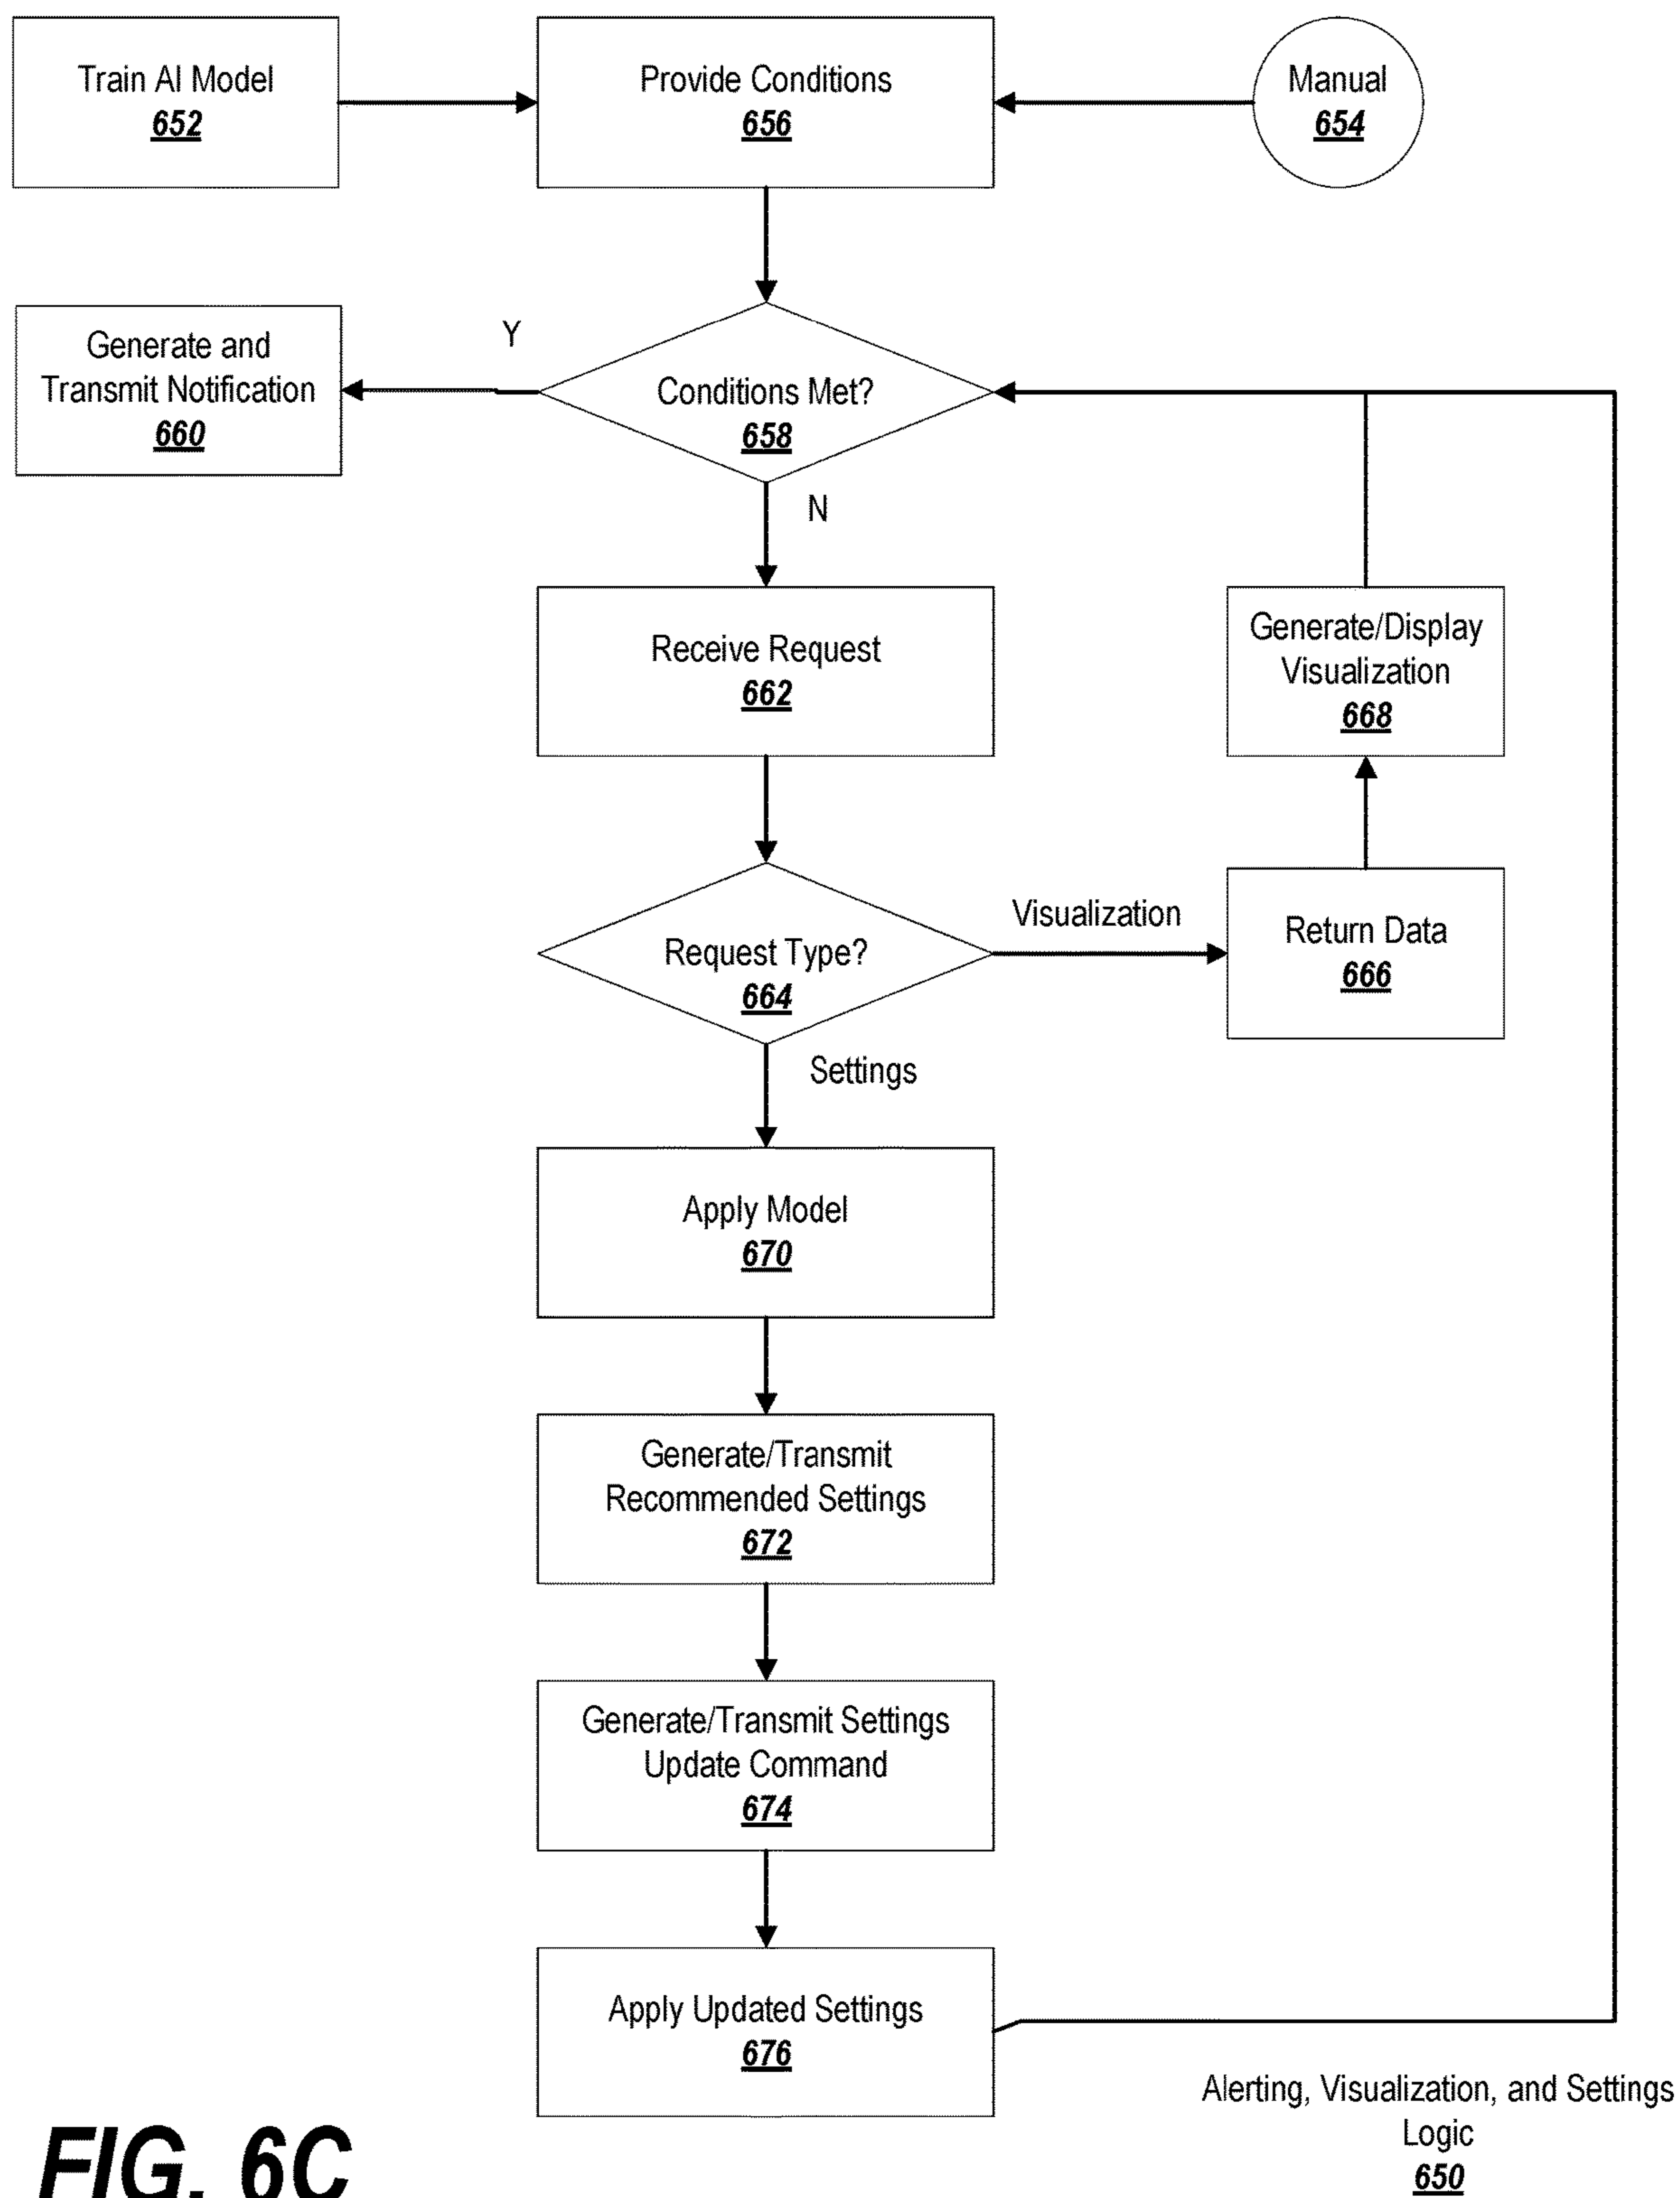 Train AI Model
652
Provide Conditions
656
Manual
654
Generate and
Transmit Notification
660
Y
Conditions Met?
658
N
Receive Request
662
Generate/Display
Visualization
668
Request Type?
664
Visualization
Return Data
666
Settings
Apply Model
670
Generate/Transmit
Recommended Settings
672
Generate/Transmit Settings
Update Command
674
Apply Updated Settings
676
Alerting, Visualization, and Settings
Logic
650
FIG. 6C